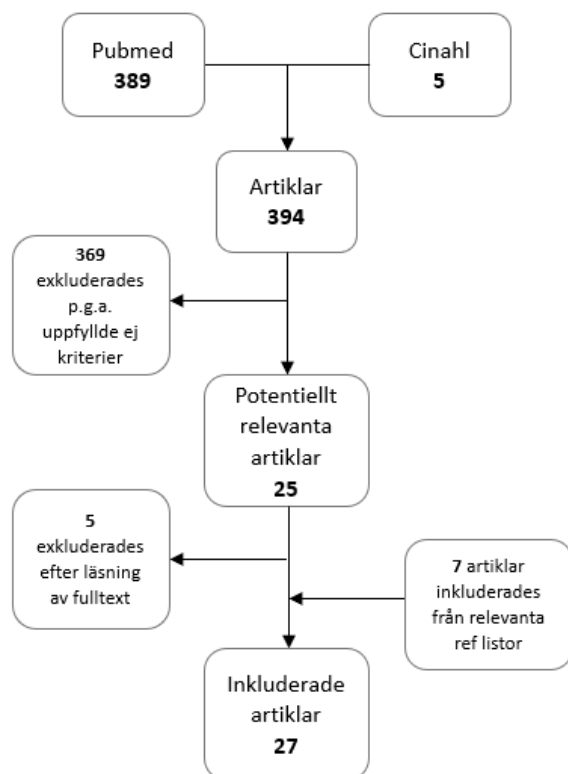 Pubmed
389
Cinahl
5
Artiklar
394
369
exkluderades
p.g.a.
uppfyllde ej
kriterier
Potentiellt
relevanta
artiklar
25
5
exkluderades
efter läsning
av fulltext
7 artiklar
inkluderades
från relevanta
ref listor
Inkluderade
artiklar
27